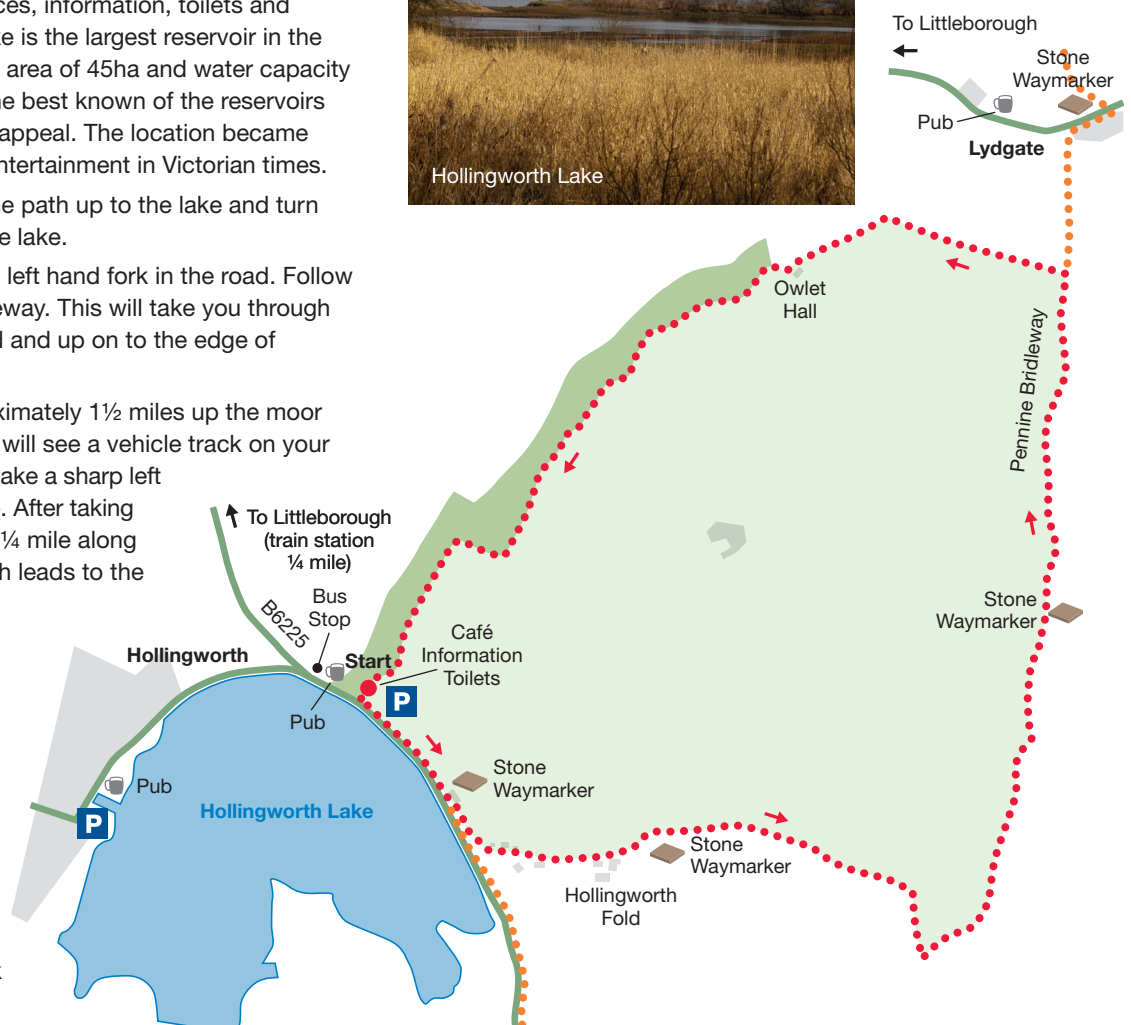 ces, information, toilets and
ke is the largest reservoir in the
area of 45ha and water capacity
he best known of the reservoirs
appeal. The location became
ntertainment in Victorian times.
e path up to the lake and turn
e lake.
left hand fork in the road. Follow
eway. This will take you through
and up on to the edge of
ximately 1½ miles up the moor
will see a vehicle track on your
ake a sharp left
. After taking
¼ mile along
h leads to the
Hollingworth Lake
To Littleborough
Stone
Waymarker
Pub
Lydgate
Owlet
Hall
Pennine Bridleway
To Littleborough
(train station
¼ mile)
B6225
Bus
Stop
Hollingworth
Start
Café
Information
Toilets
P
Pub
Stone
Waymarker
Stone
Waymarker
Pub
P
Hollingworth Lake
Stone
Waymarker
Hollingworth
Fold